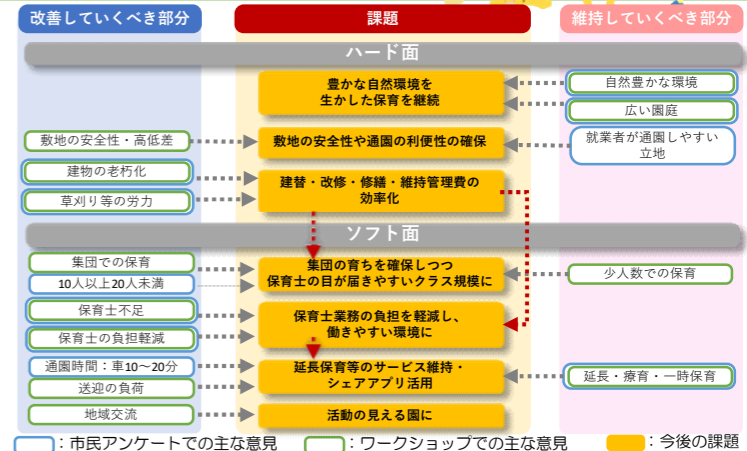 改善していくべき部分
課題
維持していくべき部分
ハード面
豊かな自然環境を
生かした保育を継続
自然豊かな環境
広い園庭
敷地の安全性・高低差
敷地の安全性や通園の利便性の確保
就業者が通園しやすい
立地
建物の老朽化
草刈り等の労力
建替・改修・修繕・維持管理費の
効率化
ソフト面
集団での保育
10人以上20人未満
集団の育ちを確保しつつ
保育士の目が届きやすいクラス規模に
少人数での保育
保育士不足
保育士の負担軽減
保育士業務の負担を軽減し、
働きやすい環境に
通園時間：車10～20分
送迎の負荷
延長保育等のサービス維持・
シェアアプリ活用
延長・療育・一時保育
地域交流
活動の見える園に
：市民アンケートでの主な意見
：ワークショップでの主な意見
：今後の課題